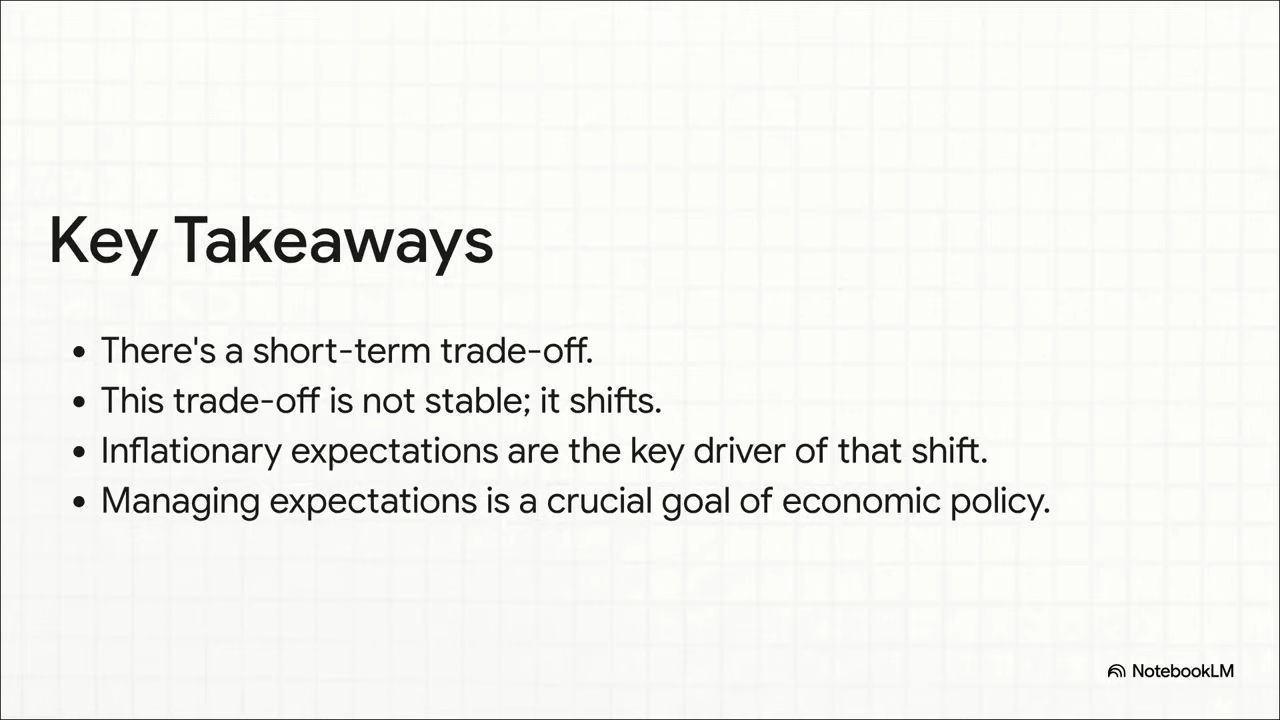 Key Takeaways
• There's a short-term trade-off.
• This trade-off is not stable; it shifts.
• Inflationary expectations are the key driver of that shift.
• Managing expectations is a crucial goal of economic policy.
NotebookLM